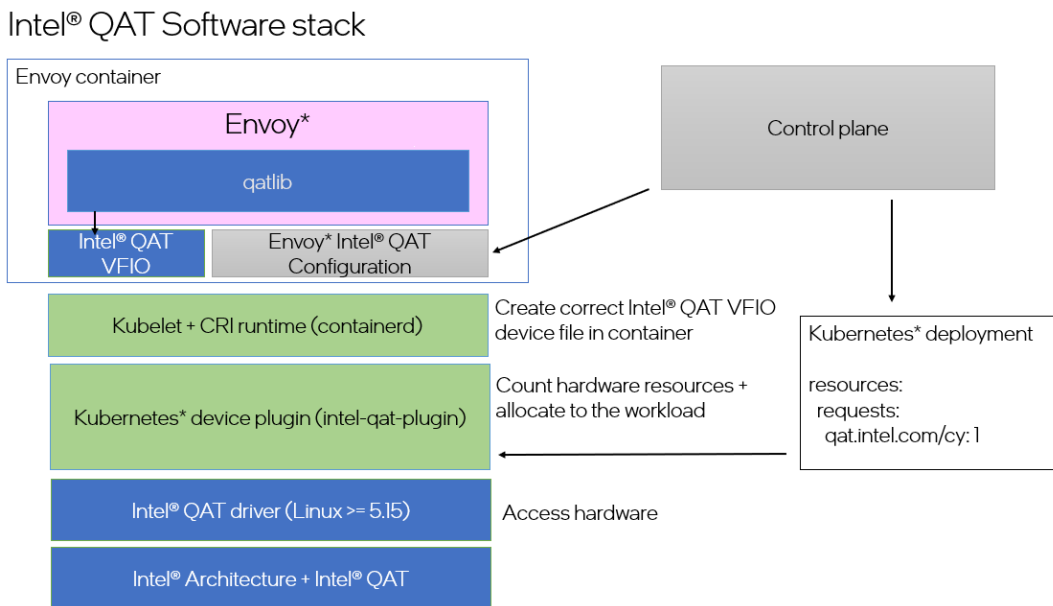 Intel® QAT Software stack
Envoy container
Envoy*
qatlib
Intel® QAT
VFIO
Envoy* Intel® QAT
Configuration
Control plane
Kubelet + CRI runtime (containerd)
Create correct Intel® QAT VFIO
device file in container
Kubernetes* device plugin (intel-qat-plugin)
Count hardware resources +
allocate to the workload
Kubernetes* deployment
resources:
requests:
qat.intel.com/cy: 1
Intel® QAT driver (Linux >= 5.15)
Access hardware
Intel® Architecture + Intel® QAT